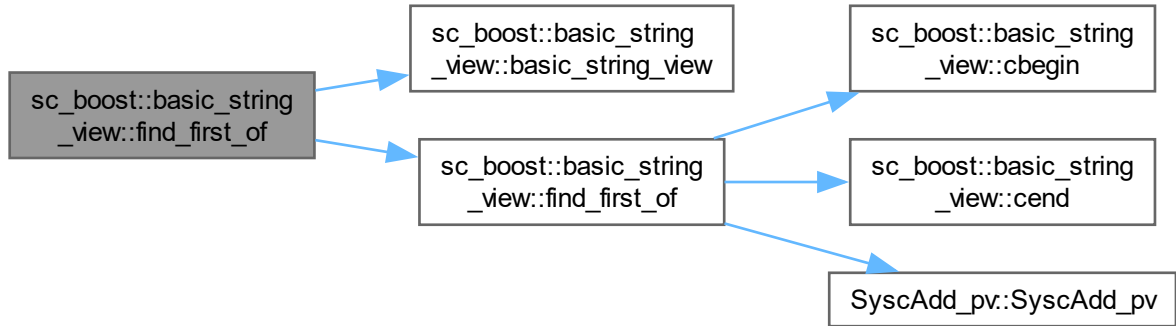 sc_boost::basic_string
_view::find_first_of
sc_boost::basic_string
_view::basic_string_view
sc_boost::basic_string
_view::find_first_of
sc_boost::basic_string
_view::cbegin
sc_boost::basic_string
_view::cend
SyscAdd_pv::SyscAdd_pv